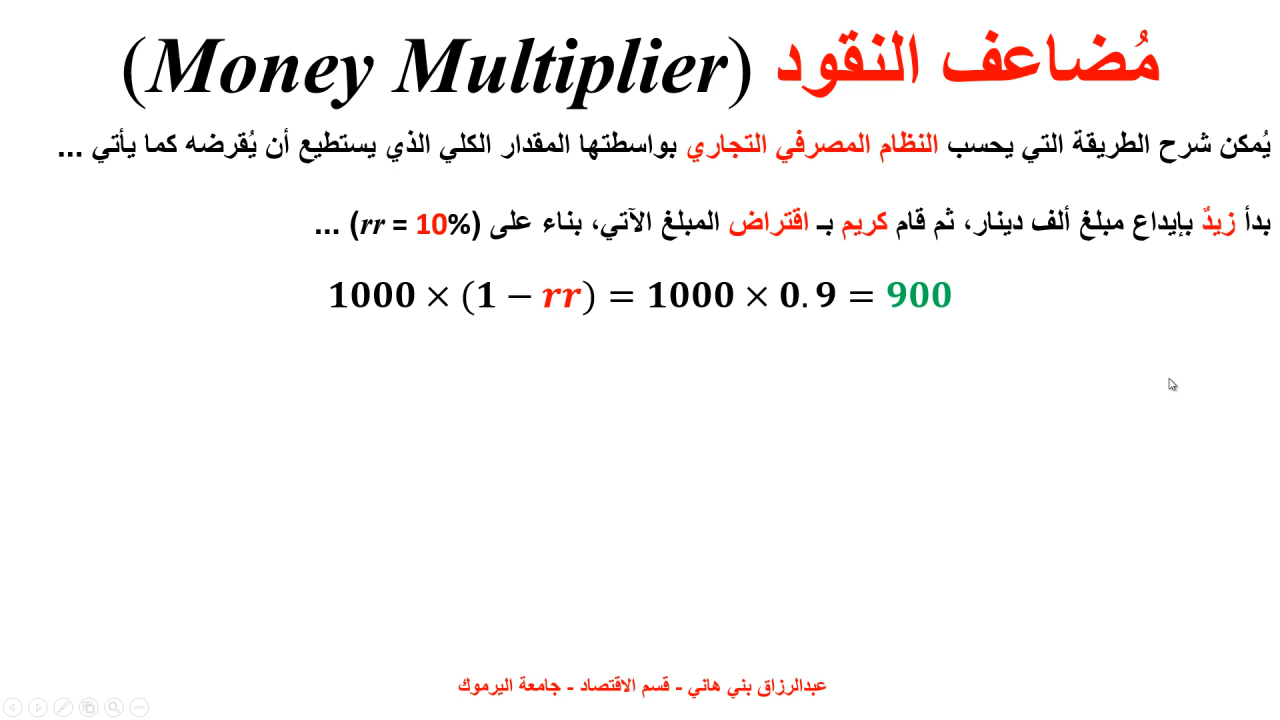 مُضاعف النقود (Money Multiplier)
يُمكن شرح الطريقة التي يحسب النظام المصرفي التجاري بواسطتها المقدار الكلي الذي يستطيع أن يُقرضه كما يأتي ...
بدأ زيدٌ بإيداع مبلغ ألف دينار، ثم قام كريم بـ اقتراض المبلغ الآتي، بناء على (rr = 10%) ...
1000 × (1 − rr) = 1000 × 0.9 = 900
عبدالرزاق بني هاني - قسم الاقتصاد - جامعة اليرموك